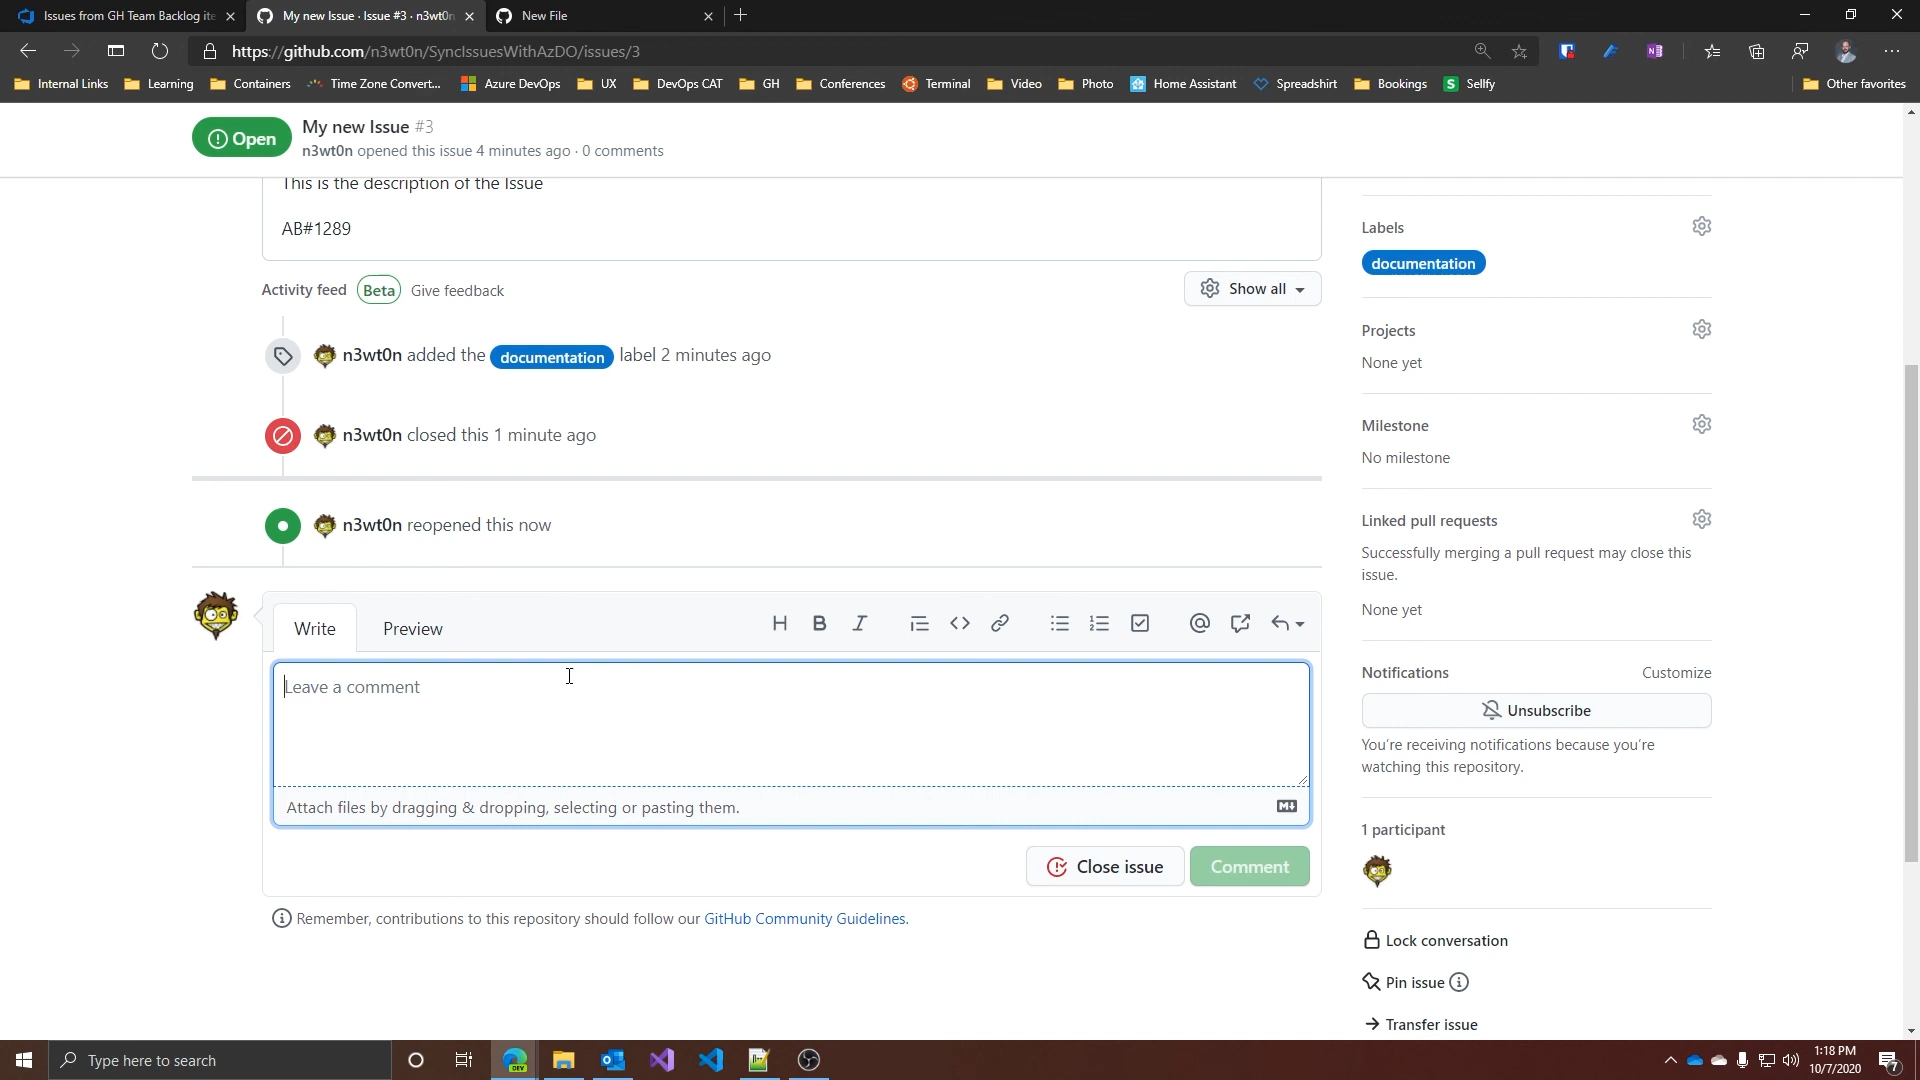 Issues from GH Team Backlog ite
My new Issue · Issue #3 · n3wt0n
New File
https://github.com/n3wt0n/SyncIssuesWithAzDO/issues/3
Internal Links
Learning
Containers
Time Zone Convert...
Azure DevOps
UX
DevOps CAT
GH
Conferences
Terminal
Video
Photo
Home Assistant
Spreadshirt
Bookings
S Sellfy
Other favorites
Open
My new Issue #3
n3wt0n opened this issue 4 minutes ago · 0 comments
This is the description of the Issue
AB#1289
Activity feed Beta Give feedback
Show all
n3wt0n added the documentation label 2 minutes ago
n3wt0n closed this 1 minute ago
n3wt0n reopened this now
Write
Preview
H B I
Leave a comment
Attach files by dragging & dropping, selecting or pasting them.
Close issue
Comment
Remember, contributions to this repository should follow our GitHub Community Guidelines.
Labels
documentation
Projects
None yet
Milestone
No milestone
Linked pull requests
Successfully merging a pull request may close this
issue.
None yet
Notifications
Customize
Unsubscribe
You're receiving notifications because you're
watching this repository.
1 participant
Lock conversation
Pin issue
Transfer issue
Type here to search
DEV
1:18 PM
10/7/2020
7